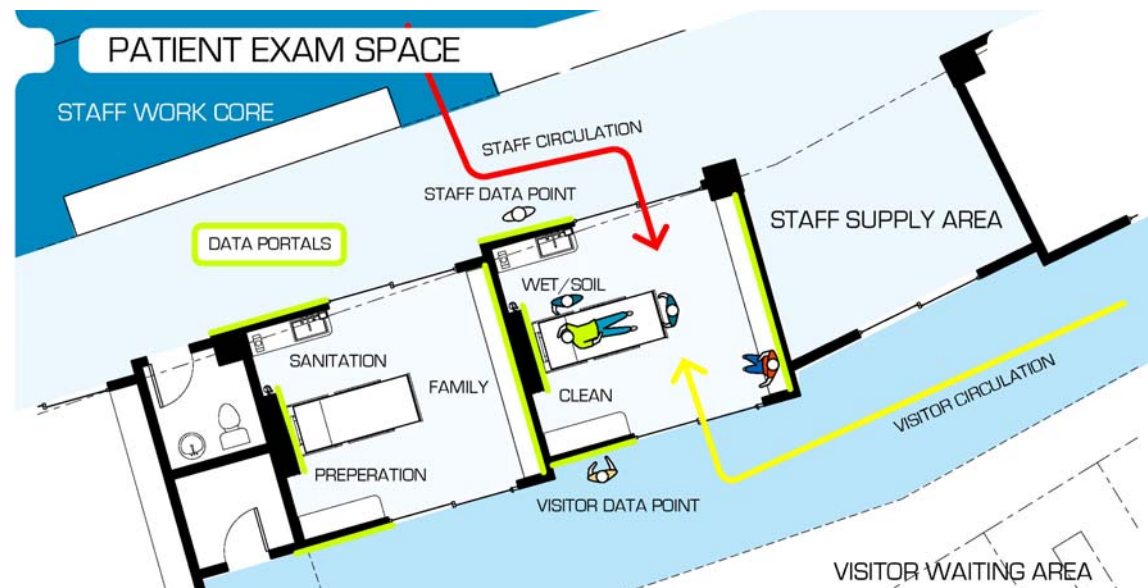 PATIENT EXAM SPACE
STAFF WORK CORE
STAFF CIRCULATION
STAFF DATA POINT
DATA PORTALS
STAFF SUPPLY AREA
WET/SOIL
SANITATION
FAMILY
CLEAN
PREPERATION
VISITOR CIRCULATION
VISITOR DATA POINT
VISITOR WAITING AREA